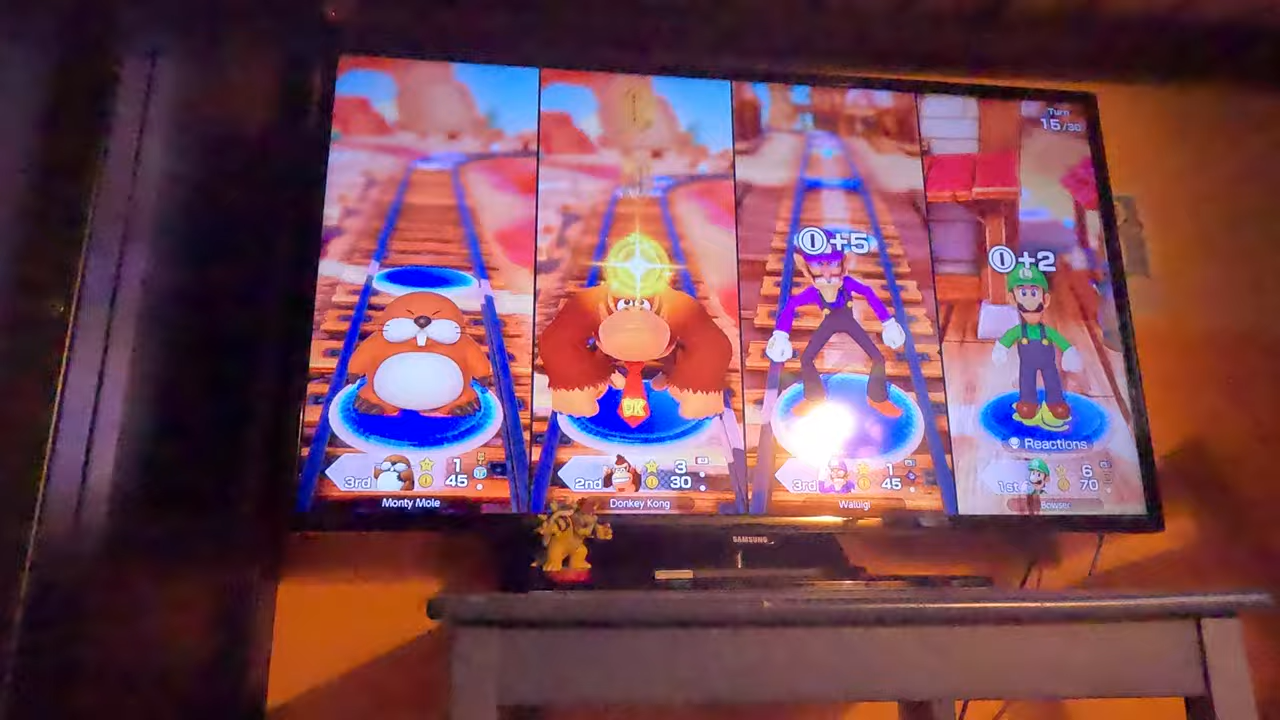 Turn
15/30
+5
+2
DK
L
Reactions
3rd 1
45
2nd 3
30
3rd 1
45
1st 6
70
Monty Mole
Donkey Kong
Waluigi
Bowser
SAMSUNG